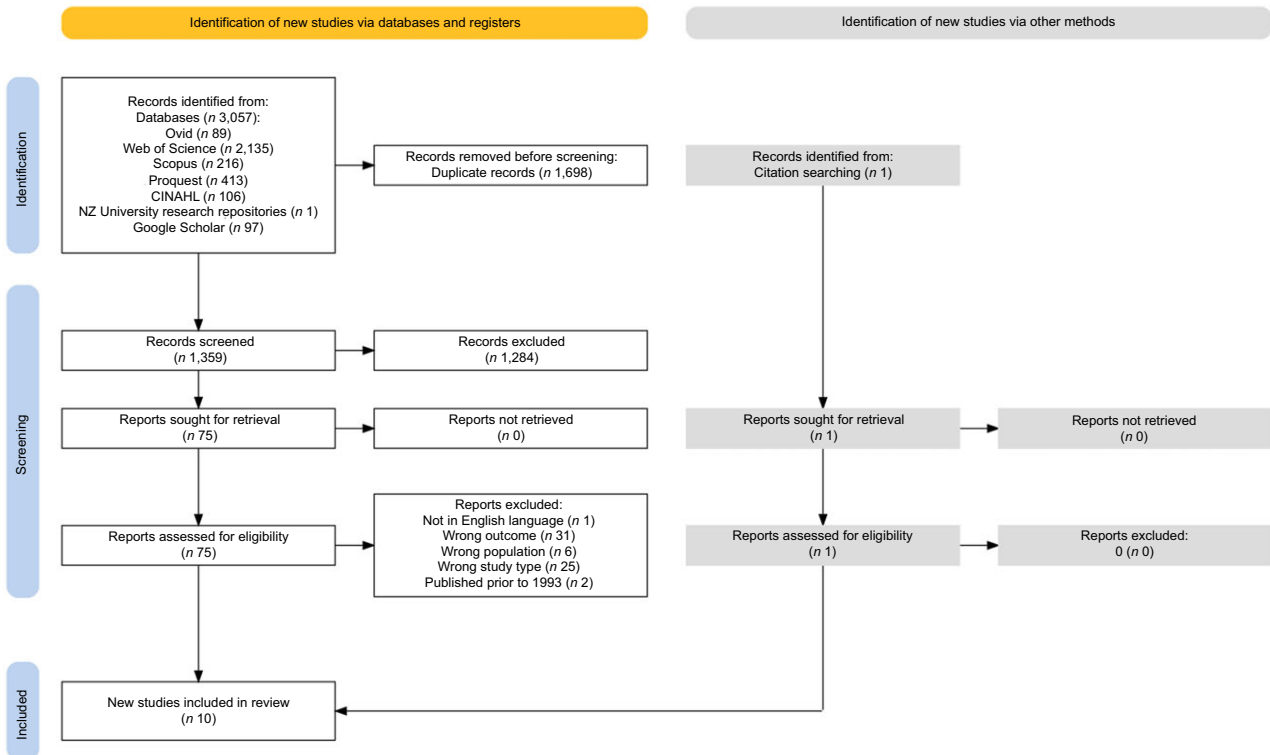 Identification of new studies via databases and registers
Identification of new studies via other methods
Identification
Records identified from:
Databases (n 3,057):
Ovid (n 89)
Web of Science (n 2,135)
Scopus (n 216)
Proquest (n 413)
CINAHL (n 106)
NZ University research repositories (n 1)
Google Scholar (n 97)
Records removed before screening:
Duplicate records (n 1,698)
Records identified from:
Citation searching (n 1)
Screening
Records screened
(n 1,359)
Records excluded
(n 1,284)
Reports sought for retrieval
(n 75)
Reports not retrieved
(n 0)
Reports sought for retrieval
(n 1)
Reports not retrieved
(n 0)
Reports assessed for eligibility
(n 75)
Reports excluded:
Not in English language (n 1)
Wrong outcome (n 31)
Wrong population (n 6)
Wrong study type (n 25)
Published prior to 1993 (n 2)
Reports assessed for eligibility
(n 1)
Reports excluded:
0 (n 0)
Included
New studies included in review
(n 10)